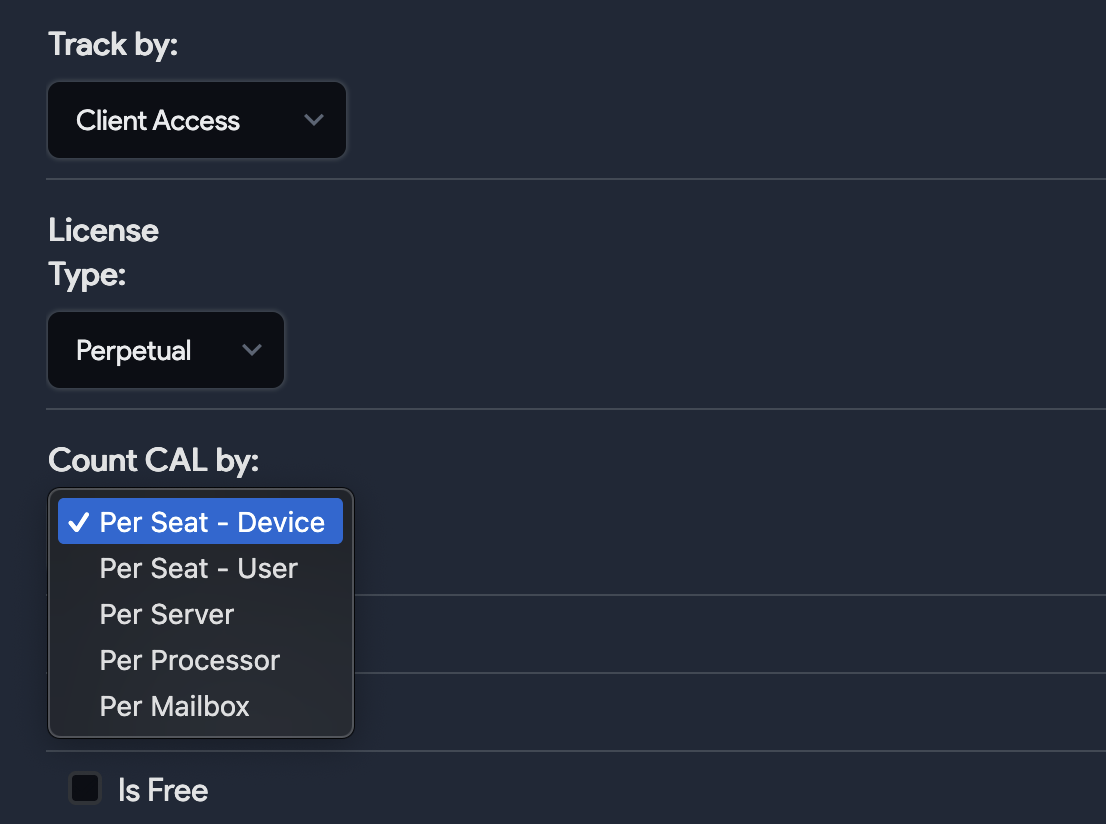 Track by:
Client Access
License
Type:
Perpetual
Count CAL by:
Per Seat - Device
Per Seat - User
Per Server
Per Processor
Per Mailbox
Is Free